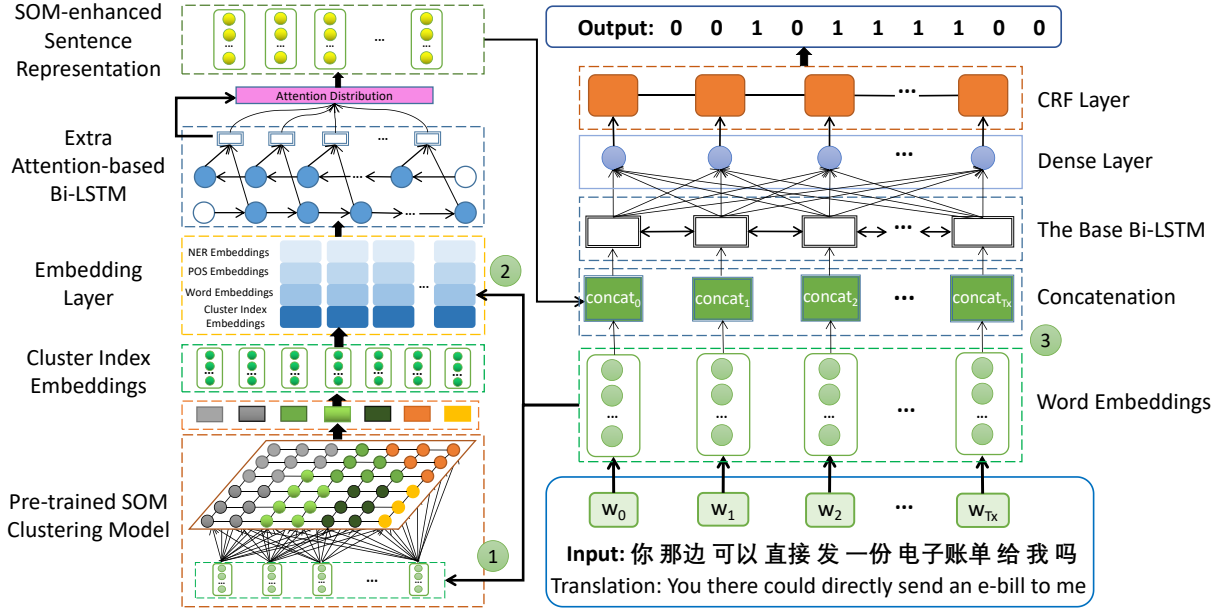 SOM-enhanced
Sentence
Representation
...
...
...
...
...
Attention Distribution
Extra
Attention-based
Bi-LSTM
...
...
...
Embedding
Layer
NER Embeddings
POS Embeddings
Word Embeddings
Cluster Index
Embeddings
...
2
Cluster Index
Embeddings
...
...
...
...
...
...
...
Pre-trained SOM
Clustering Model
...
...
...
...
...
1
Output: 0 0 1 0 1 1 1 1 0 0
...
CRF Layer
...
Dense Layer
...
The Base Bi-LSTM
concat0
concat1
concat2
...
concatTx
Concatenation
3
...
...
...
...
...
Word Embeddings
w0
w1
w2
...
wTx
Input: 你 那边 可以 直接 发 一份 电子账单 给 我 吗
Translation: You there could directly send an e-bill to me